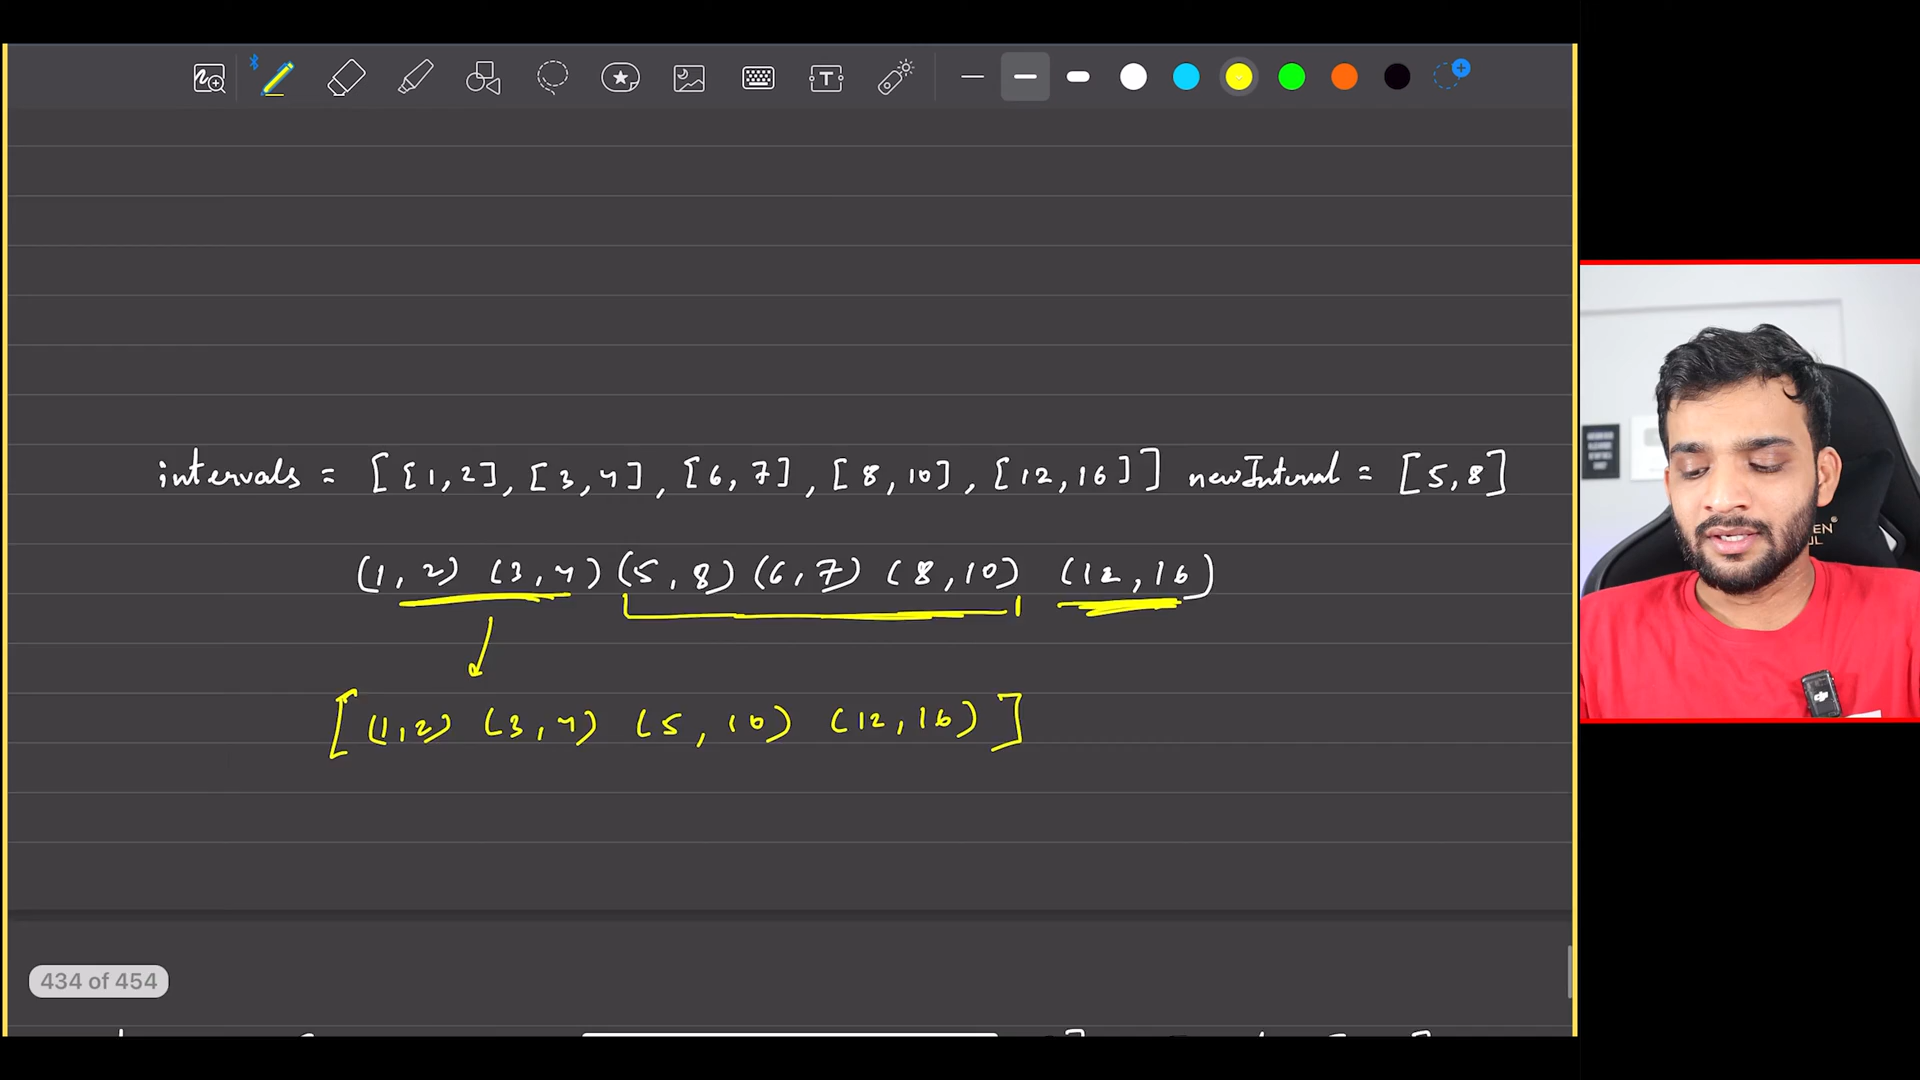 intervals = [[1,2], [3,4], [6,7], [8,10], [12,16]] newInterval = [5,8]
(1,2) (3,4) (5,8) (6,7) (8,10) (12,16)
[(1,2) (3,4) (5,10) (12,16)]
434 of 454